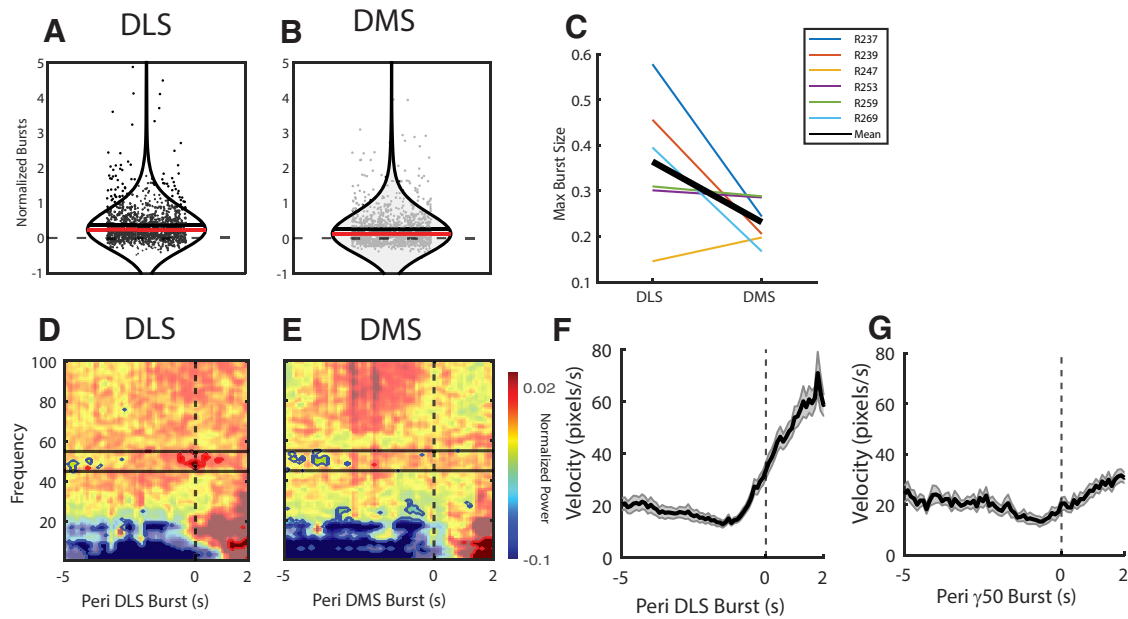 A
DLS
B
DMS
C
R237
R239
R247
R253
R259
R269
Mean
Normalized Bursts
5
4
3
2
1
0
-1
5
4
3
2
1
0
-1
Max Burst Size
0.6
0.5
0.4
0.3
0.2
0.1
DLS
DMS
D
DLS
E
DMS
F
G
Frequency
100
80
60
40
20
-5
0
2
Peri DLS Burst (s)
-5
0
2
Peri DMS Burst (s)
0.02
Normalized Power
-0.1
Velocity (pixels/s)
80
60
40
20
0
-5
0
2
Peri DLS Burst (s)
Velocity (pixels/s)
80
60
40
20
0
-5
0
2
Peri γ50 Burst (s)